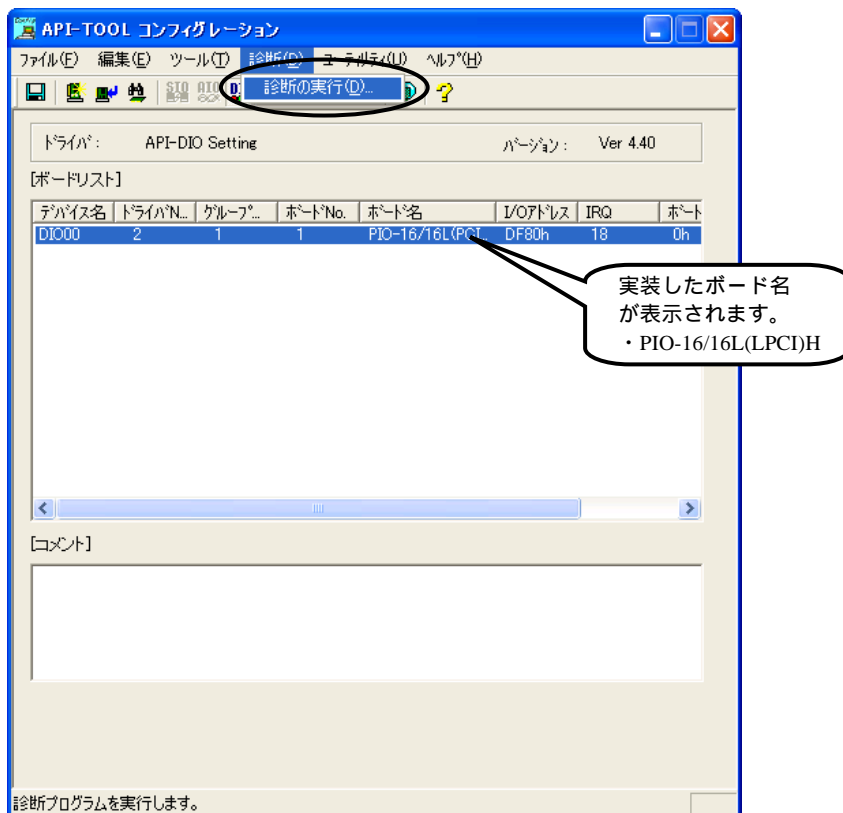 API-TOOL コンフィグレーション
ファイル(F) 編集(E) ツール(T) 診断(D) ユーティリティ(U) ヘルプ(H)
診断の実行(D)...
ドライバ: API-DIO Setting バージョン: Ver 4.40
[ボードリスト]
デバイス名 ドライバN... グループ... ボードNo. ボード名 I/Oアドレス IRQ ボード
DIO00 2 1 1 PIO-16/16L(PCI... DF80h 18 0h
実装したボード名
が表示されます。
・PIO-16/16L(LPCI)H
[コメント]
診断プログラムを実行します。